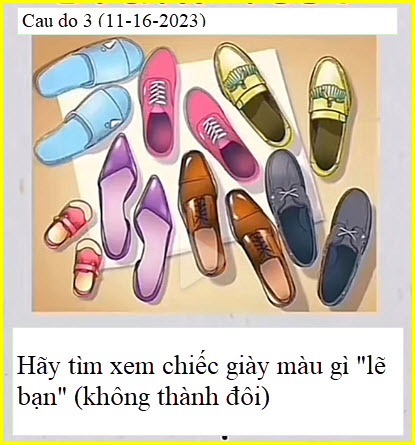 Cau do 3 (11-16-2023)
Hãy tìm xem chiếc giày màu gì "lẽ
bạn" (không thành đôi)